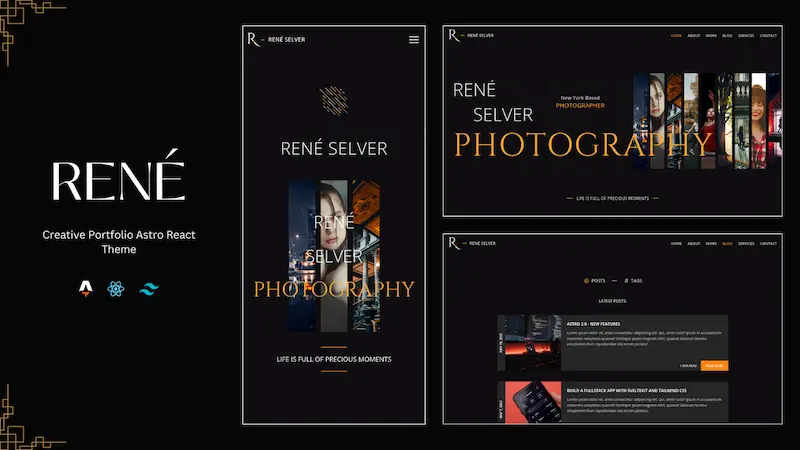 RENÉ
Creative Portfolio Astro React
Theme
R — RENÉ SELVER
RENÉ SELVER
RENÉ
SELVER
PHOTOGRAPHY
LIFE IS FULL OF PRECIOUS MOMENTS
R — RENÉ SELVER
HOME ABOUT WORK BLOG SERVICES CONTACT
RENÉ
SELVER
New York Based
PHOTOGRAPHER
PHOTOGRAPHY
— LIFE IS FULL OF PRECIOUS MOMENTS —
R — RENÉ SELVER
HOME ABOUT WORK BLOG SERVICES CONTACT
POSTS — # TAGS
LATEST POSTS:
ASTRO 2.0 - NEW FEATURES
1 MIN READ
READ MORE
BUILD A FULLSTACK APP WITH SVELTEKIT AND TAILWIND CSS